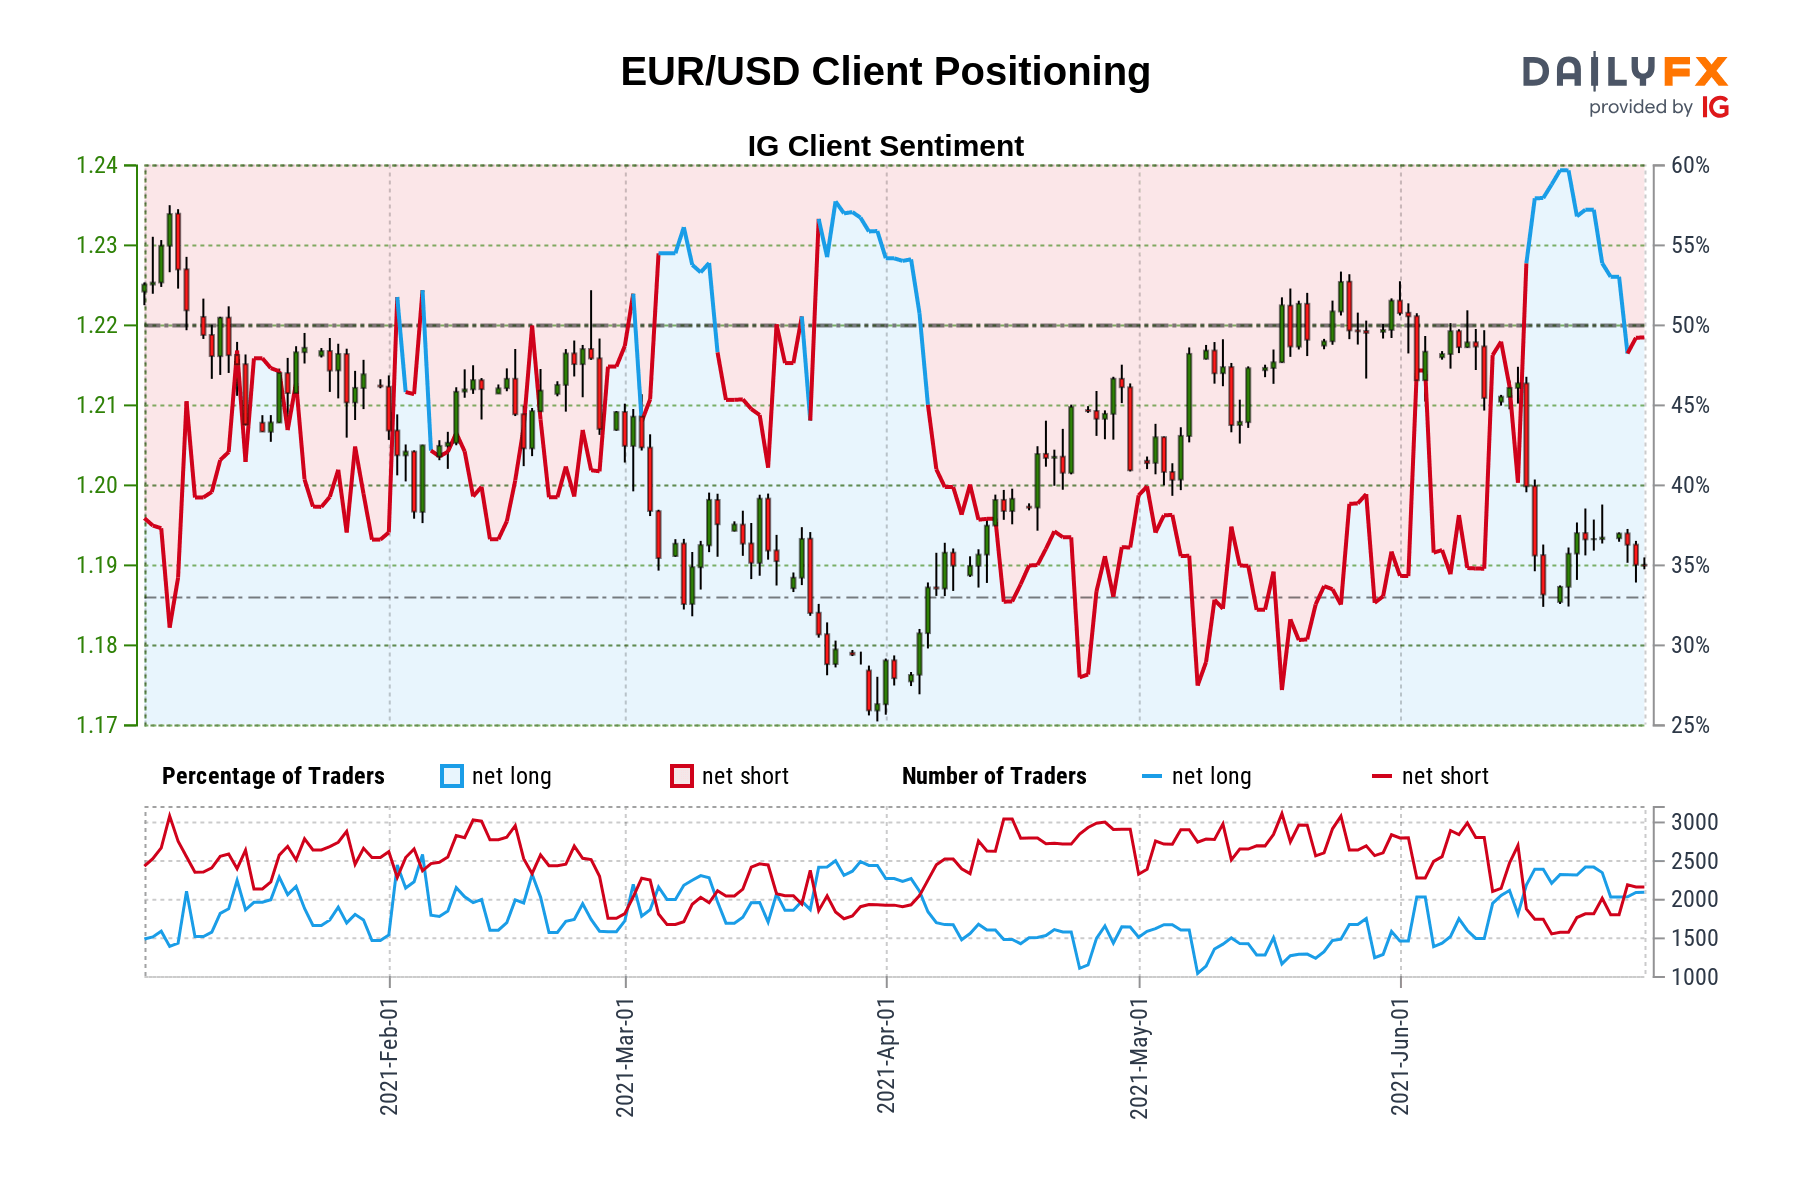 EUR/USD Client Positioning
DAILYFX
provided by IG
IG Client Sentiment
1.24
1.23
1.22
1.21
1.20
1.19
1.18
1.17
60%
55%
50%
45%
40%
35%
30%
25%
Percentage of Traders net long net short Number of Traders net long net short
3000
2500
2000
1500
1000
2021-Feb-01
2021-Mar-01
2021-Apr-01
2021-May-01
2021-Jun-01